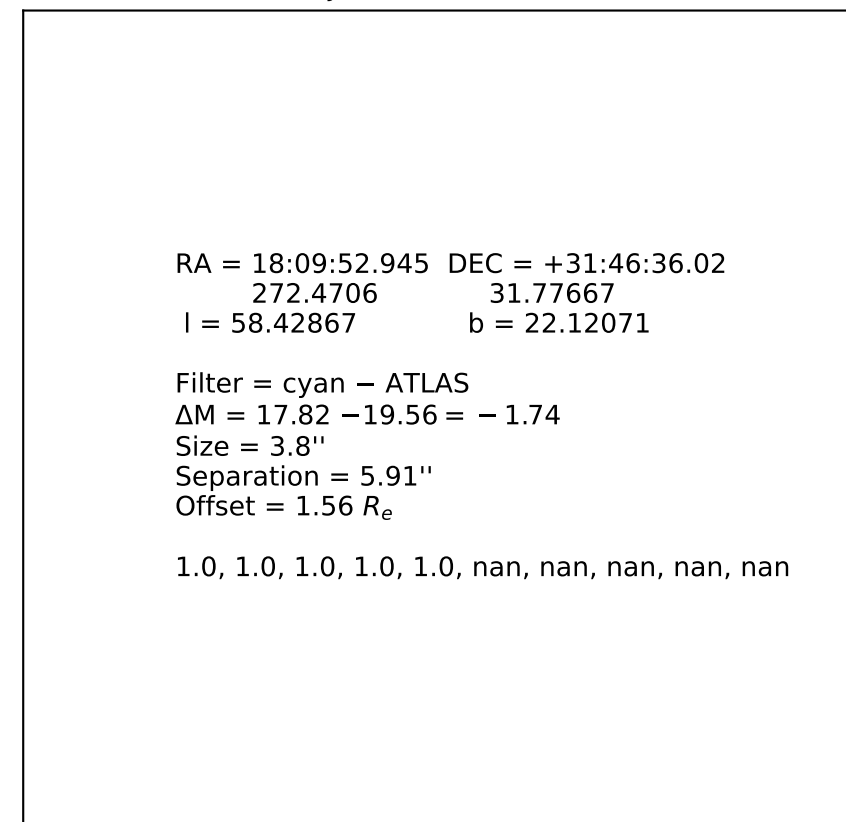 RA = 18:09:52.945  DEC = +31:46:36.02
272.4706 31.77667
l = 58.42867 b = 22.12071
Filter = cyan − ATLAS
ΔM = 17.82 −19.56 = − 1.74
Size = 3.8''
Separation = 5.91''
Offset = 1.56 Re
1.0, 1.0, 1.0, 1.0, 1.0, nan, nan, nan, nan, nan